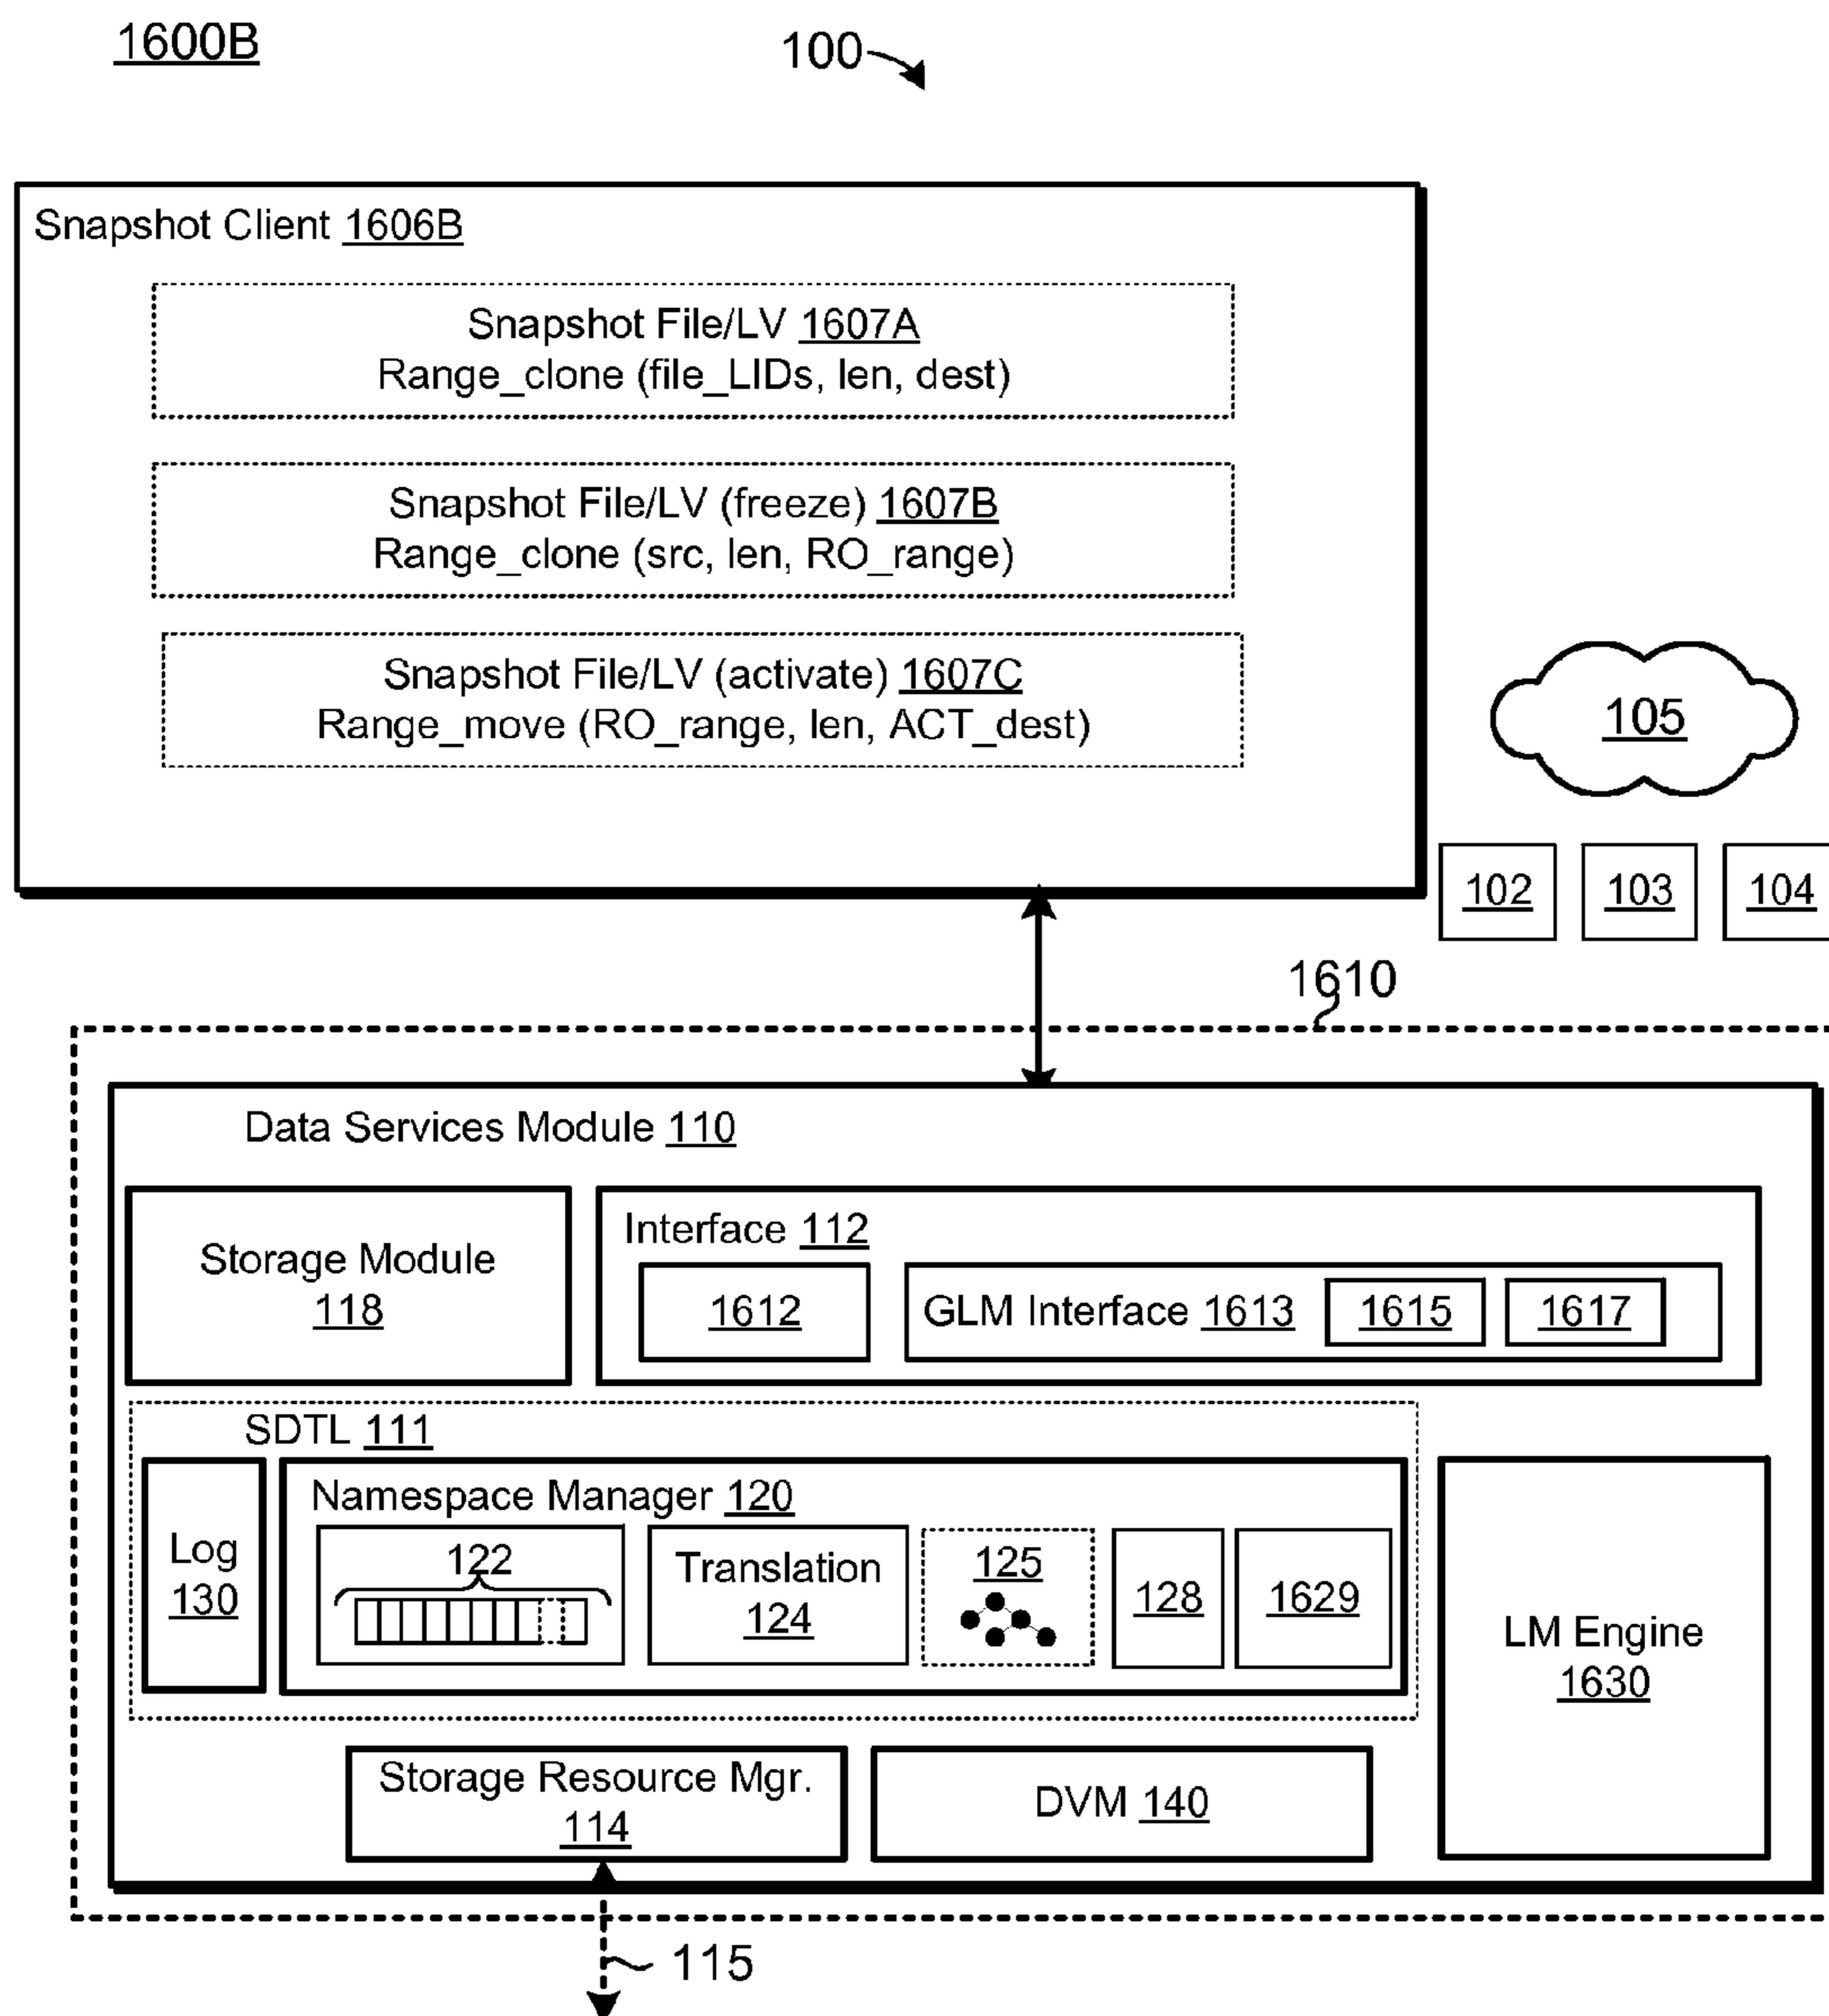 1600B
100
Snapshot Client 1606B
Snapshot File/LV 1607A
Range_clone (file_LIDs, len, dest)
Snapshot File/LV (freeze) 1607B
Range_clone (src, len, RO_range)
Snapshot File/LV (activate) 1607C
Range_move (RO_range, len, ACT_dest)
105
102
103
104
1610
Data Services Module 110
Storage Module
118
Interface 112
1612
GLM Interface 1613
1615
1617
SDTL 111
Log
130
Namespace Manager 120
122
Translation
124
125
128
1629
LM Engine
1630
Storage Resource Mgr.
114
DVM 140
115